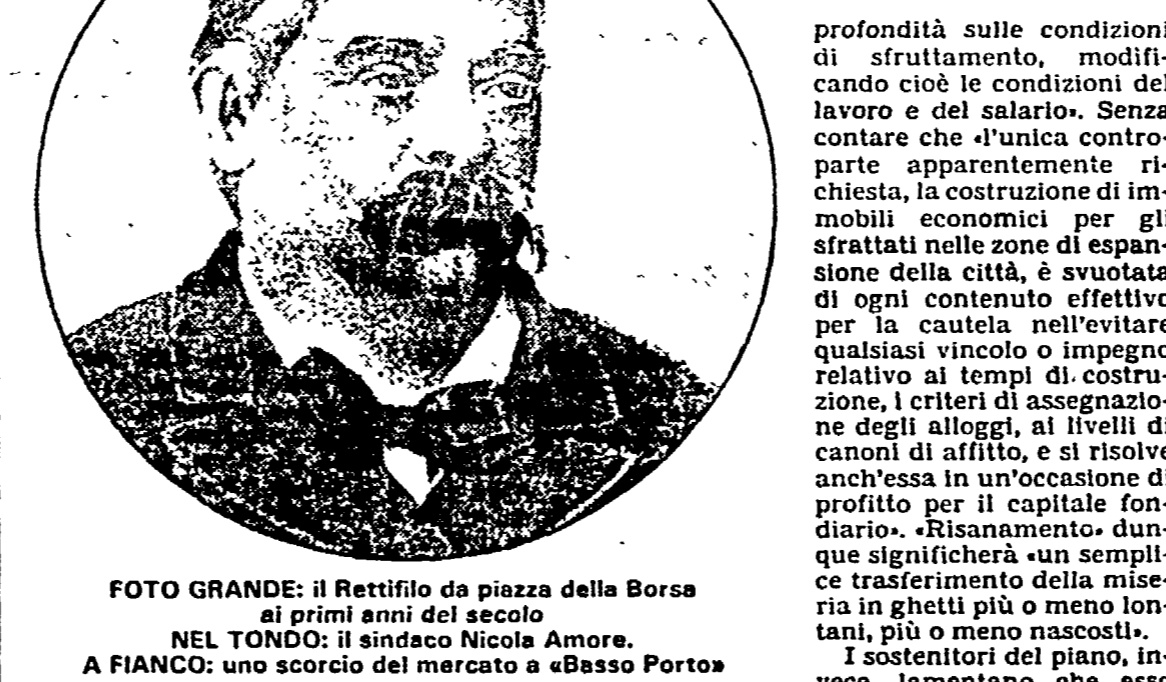 FOTO GRANDE: il Rettifilo da piazza della Borsa
ai primi anni del secolo
NEL TONDO: il sindaco Nicola Amore.
A FIANCO: uno scorcio del mercato a «Basso Porto»
profondità sulle condizioni
di sfruttamento, modifi-
cando cioè le condizioni del
lavoro e del salario». Senza
contare che «l'unica contro-
parte apparentemente ri-
chiesta, la costruzione di im-
mobili economici per gli
sfrattati nelle zone di espan-
sione della città, è svuotata
di ogni contenuto effettivo
per la cautela nell'evitare
qualsiasi vincolo o impegno
relativo ai tempi di costru-
zione, i criteri di assegnazio-
ne degli alloggi, ai livelli di
canoni di affitto, e si risolve
anch'essa in un'occasione di
profitto per il capitale fon-
diario». «Risanamento» dun-
que significherà «un sempli-
ce trasferimento della mise-
ria in ghetti più o meno lon-
tani, più o meno nascosti».
I sostenitori del piano, in-
vece, lamentano che esso